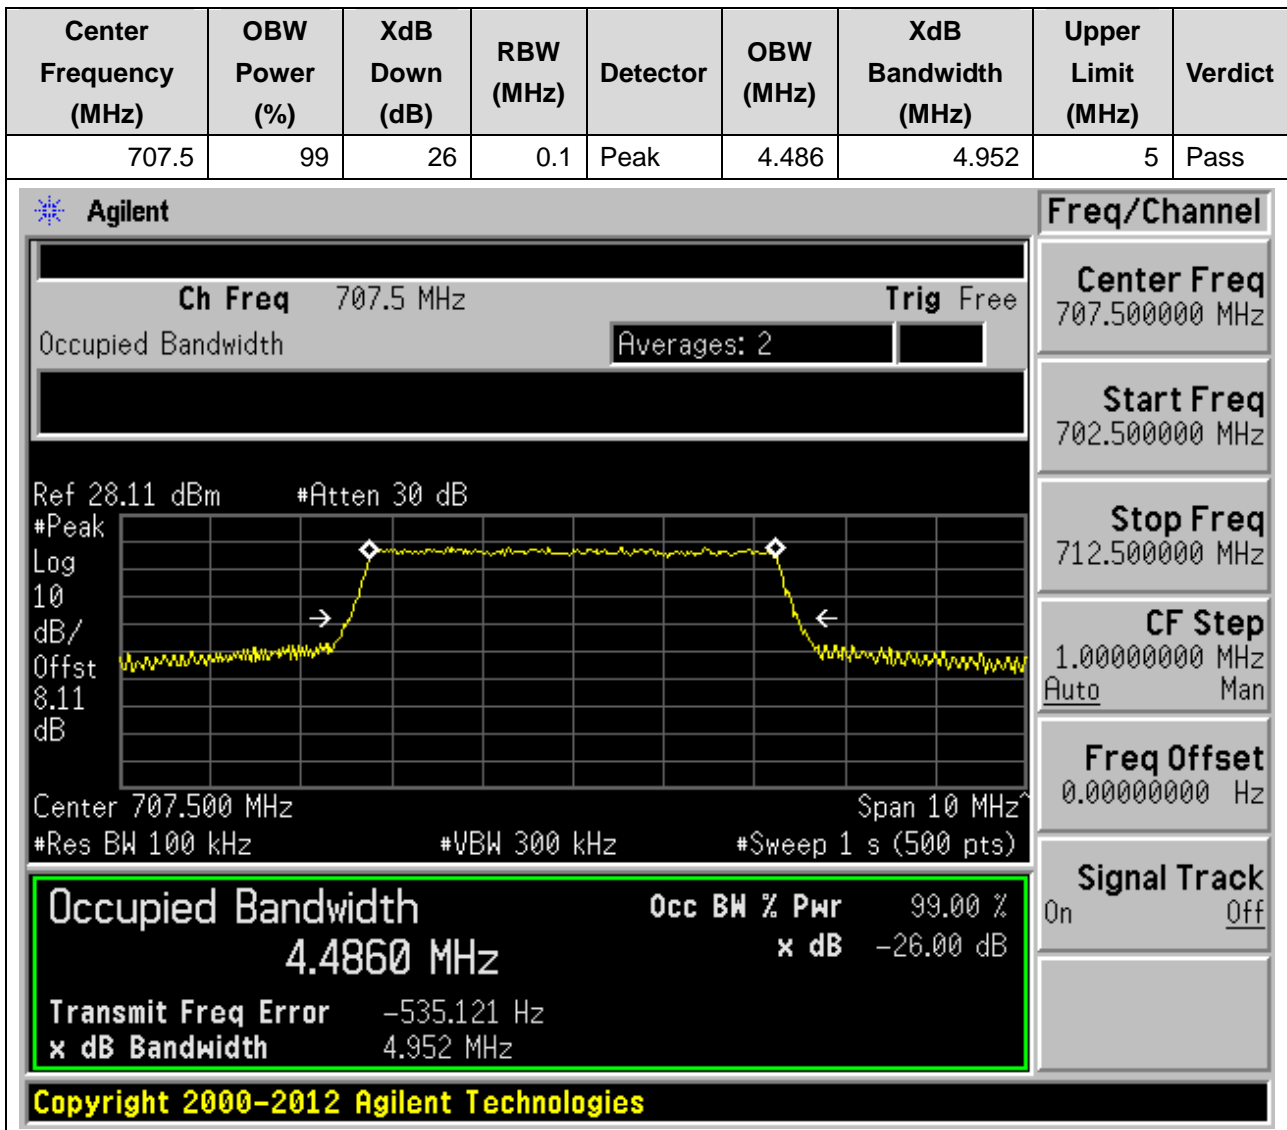 Center Frequency (MHz) OBW Power (%) XdB Down (dB) RBW (MHz) Detector OBW (MHz) XdB Bandwidth (MHz) Upper Limit (MHz) Verdict
707.5 99 26 0.1 Peak 4.486 4.952 5 Pass
Agilent
Freq/Channel
Ch Freq 707.5 MHz Trig Free
Occupied Bandwidth Averages: 2
Center Freq
707.500000 MHz
Start Freq
702.500000 MHz
Stop Freq
712.500000 MHz
CF Step
1.00000000 MHz
Auto Man
Freq Offset
0.00000000 Hz
Signal Track
On Off
Ref 28.11 dBm #Atten 30 dB
#Peak
Log
10
dB/
Offst
8.11
dB
Center 707.500 MHz Span 10 MHz^
#Res BW 100 kHz #VBW 300 kHz #Sweep 1 s (500 pts)
Occupied Bandwidth Occ BW % Pwr 99.00 %
4.4860 MHz x dB -26.00 dB
Transmit Freq Error -535.121 Hz
x dB Bandwidth 4.952 MHz
Copyright 2000-2012 Agilent Technologies